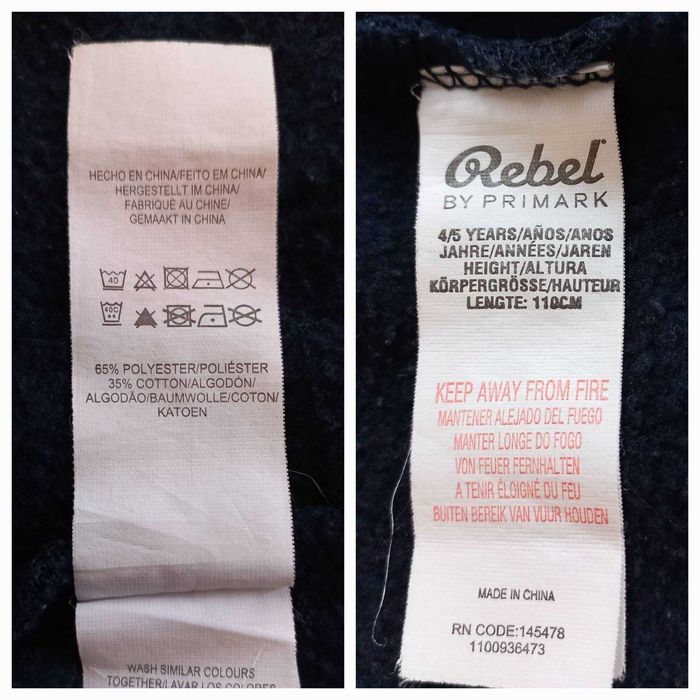 HECHO EN CHINA/FEITO EM CHINA/
HERGESTELLT IM CHINA/
FABRIQUÉ AU CHINE/
GEMAAKT IN CHINA
40
40C
65% POLYESTER/POLIÉSTER
35% COTTON/ALGODÓN/
ALGODÃO/BAUMWOLLE/COTON/
KATOEN
WASH SIMILAR COLOURS
TOGETHER/LAVAR LOS COLORES
Rebel
BY PRIMARK
4/5 YEARS/AÑOS/ANOS
JAHRE/ANNÉES/JAREN
HEIGHT/ALTURA
KÖRPERGRÖSSE/HAUTEUR
LENGTE: 110CM
KEEP AWAY FROM FIRE
MANTENER ALEJADO DEL FUEGO
MANTER LONGE DO FOGO
VON FEUER FERNHALTEN
A TENIR ÉLOIGNÉ DU FEU
BUITEN BEREIK VAN VUUR HOUDEN
MADE IN CHINA
RN CODE:145478
1100936473